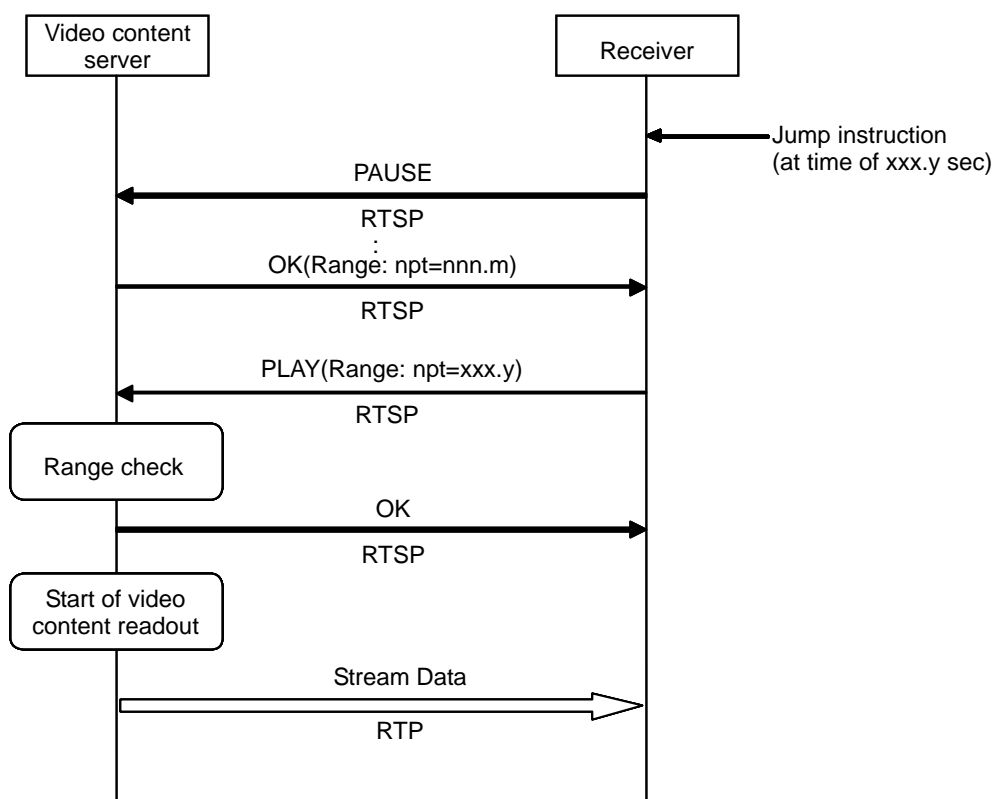 Video content
server
Receiver
Jump instruction
(at time of xxx.y sec)
PAUSE
RTSP
:
OK(Range: npt=nnn.m)
RTSP
PLAY(Range: npt=xxx.y)
RTSP
Range check
OK
RTSP
Start of video
content readout
Stream Data
RTP